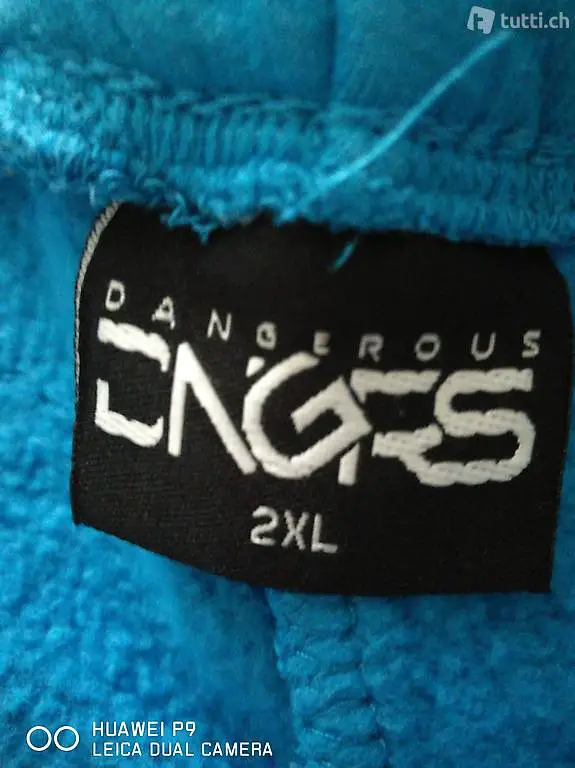 tutti.ch
DANGEROUS
DNGRS
2XL
HUAWEI P9
LEICA DUAL CAMERA